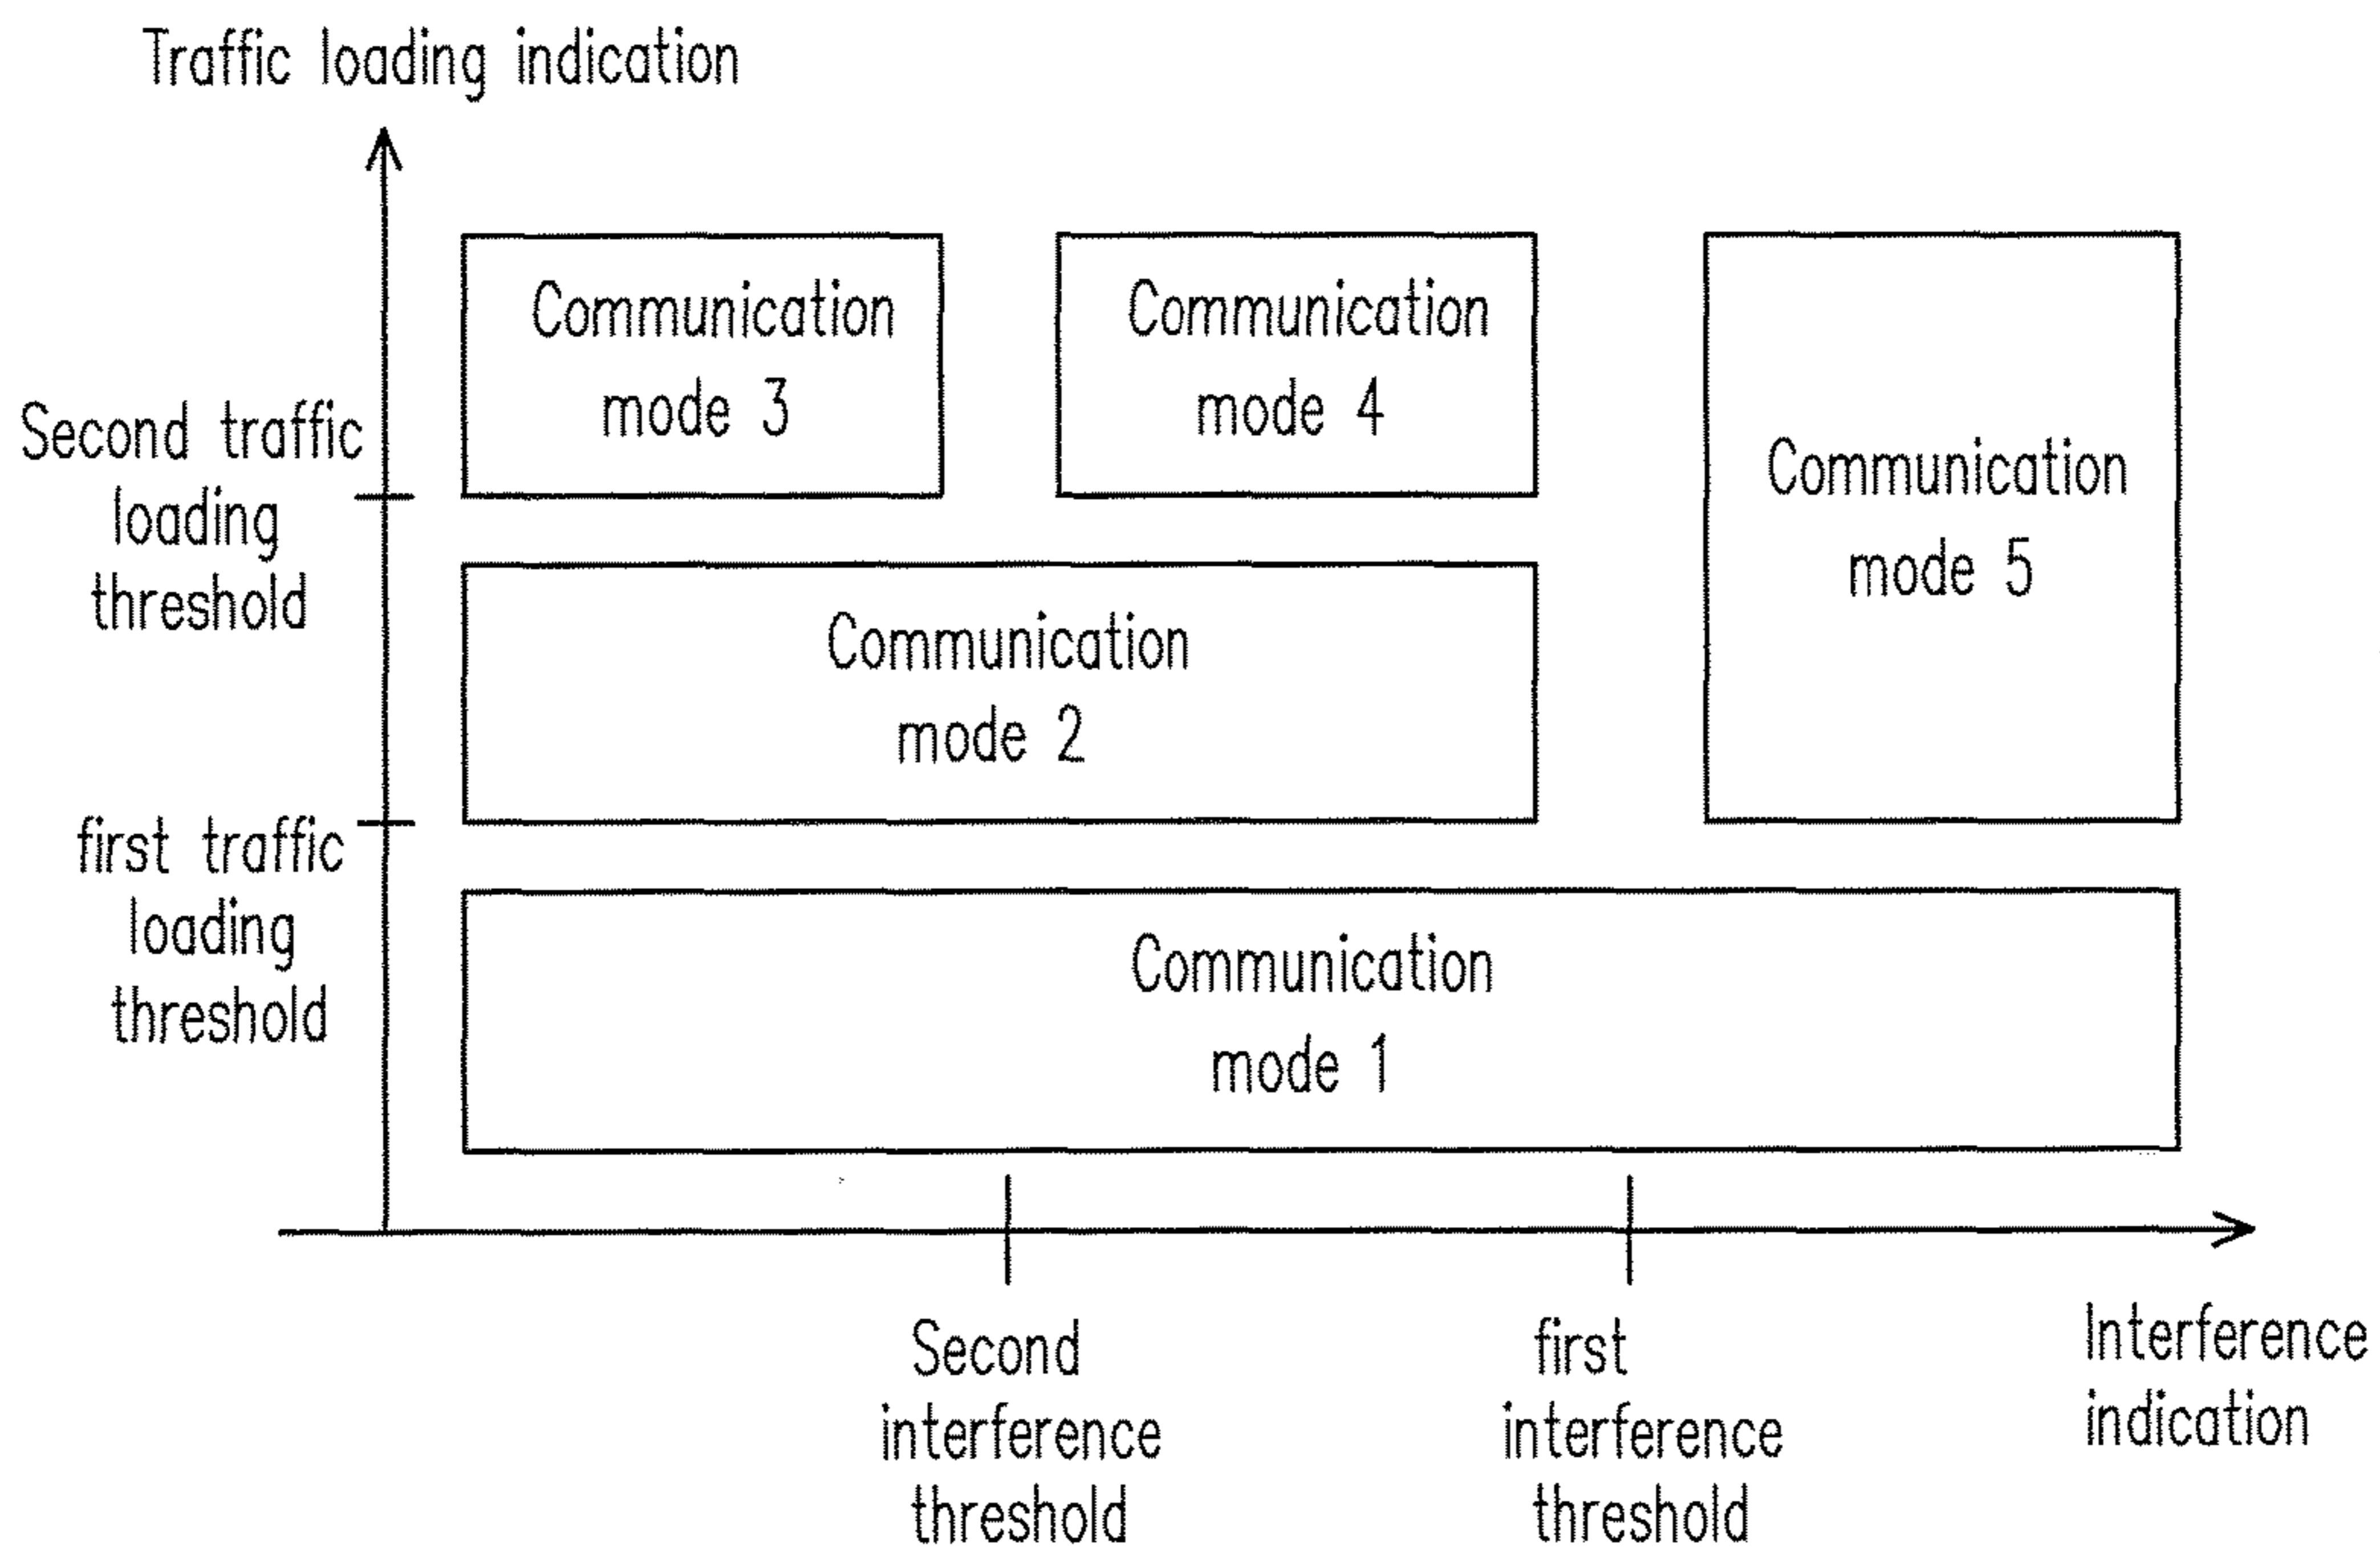 Traffic loading indication
Communication
mode 3
Communication
mode 4
Communication
mode 5
Second traffic
loading
threshold
Communication
mode 2
first traffic
loading
threshold
Communication
mode 1
Second
interference
threshold
first
interference
threshold
Interference
indication